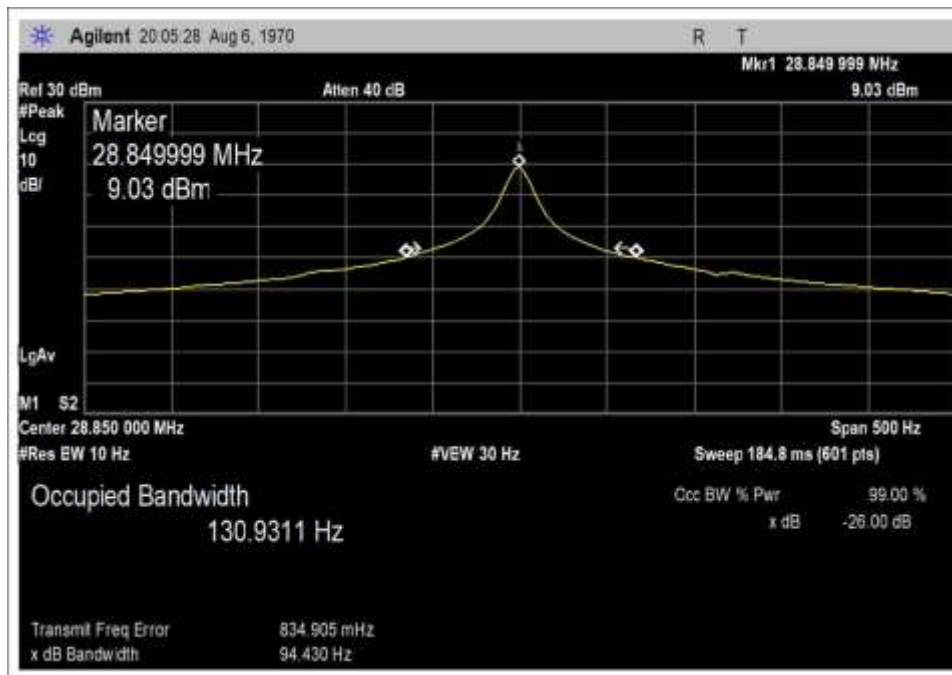 Agilent 20:05:28 Aug 6, 1970
R T
Mkr1 28.849 999 MHz
Ref 30 dBm Atten 40 dB 9.03 dBm
#Peak
Log
10
dB/
Marker
28.849999 MHz
9.03 dBm
LgAv
M1 S2
Center 28.850 000 MHz Span 500 Hz
#Res BW 10 Hz #VBW 30 Hz Sweep 184.8 ms (601 pts)
Occupied Bandwidth
130.9311 Hz
Occ BW % Pwr 99.00 %
x dB -26.00 dB
Transmit Freq Error 834.905 mHz
x dB Bandwidth 94.430 Hz